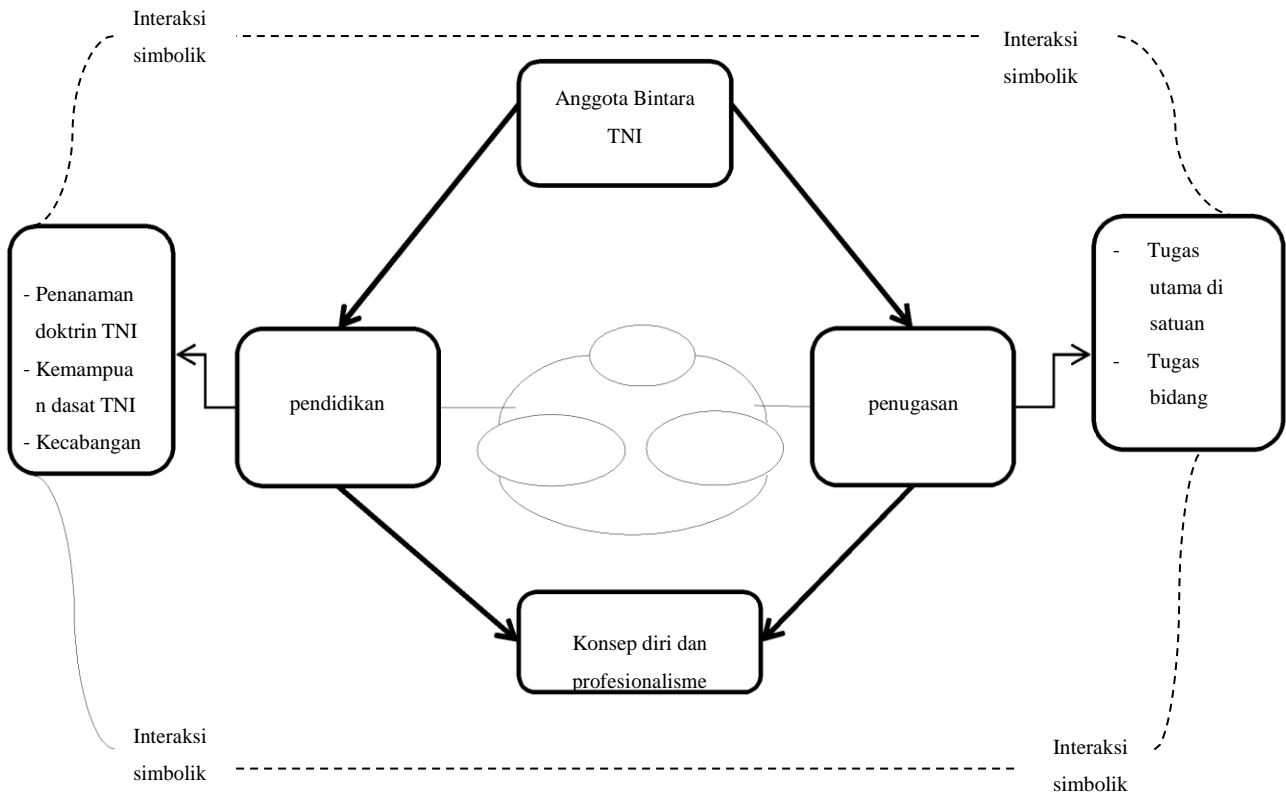 Interaksi
simbolik
Interaksi
simbolik
Anggota Bintara
TNI
- Penanaman
doktrin TNI
- Kemampua
n dasat TNI
- Kecabangan
pendidikan
penugasan
- Tugas
utama di
satuan
- Tugas
bidang
Konsep diri dan
profesionalisme
Interaksi
simbolik
Interaksi
simbolik